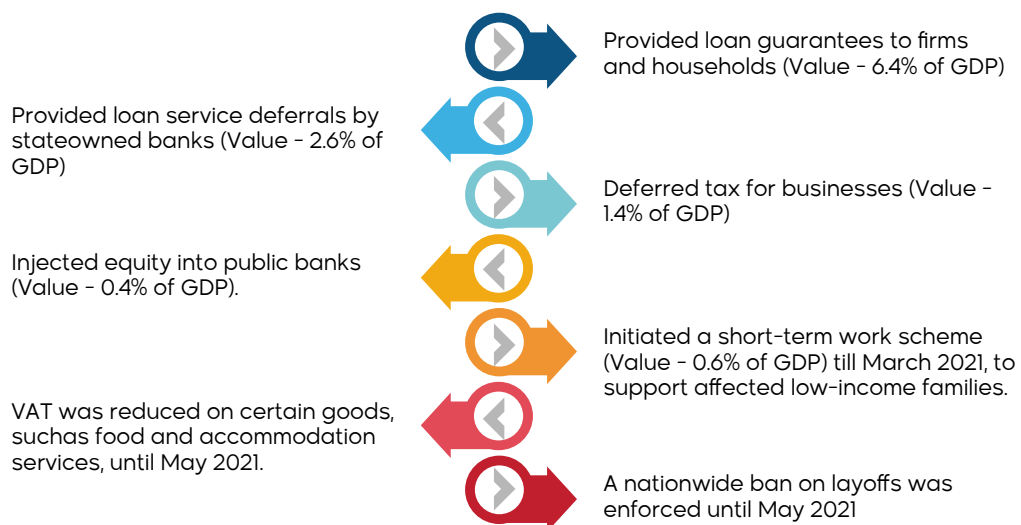 Provided loan guarantees to firms
and households (Value - 6.4% of GDP)
Provided loan service deferrals by
stateowned banks (Value - 2.6% of
GDP)
Deferred tax for businesses (Value -
1.4% of GDP)
Injected equity into public banks
(Value - 0.4% of GDP).
Initiated a short-term work scheme
(Value - 0.6% of GDP) till March 2021, to
support affected low-income families.
VAT was reduced on certain goods,
suchas food and accommodation
services, until May 2021.
A nationwide ban on layoffs was
enforced until May 2021